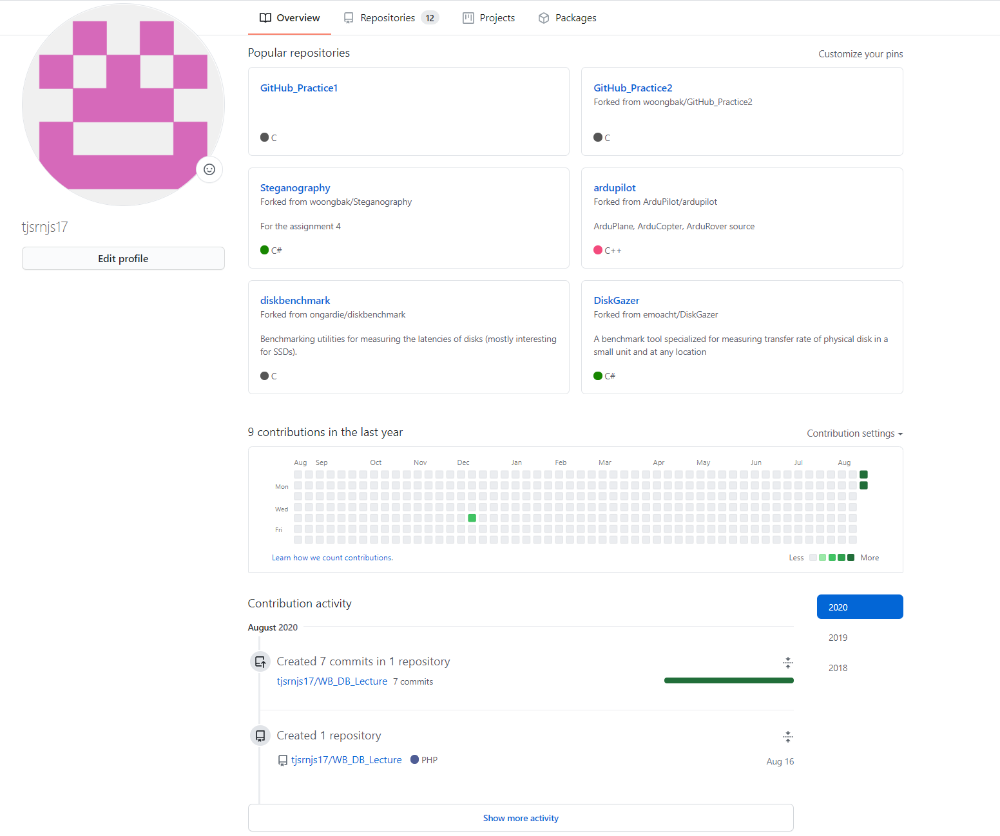 Overview
Repositories 12
Projects
Packages
tjsrnjs17
Edit profile
Popular repositories
Customize your pins
GitHub_Practice1
C
GitHub_Practice2
Forked from woongbak/GitHub_Practice2
C
Steganography
Forked from woongbak/Steganography
For the assignment 4
C#
ardupilot
Forked from ArduPilot/ardupilot
ArduPlane, ArduCopter, ArduRover source
C++
diskbenchmark
Forked from ongardie/diskbenchmark
Benchmarking utilities for measuring the latencies of disks (mostly interesting
for SSDs).
C
DiskGazer
Forked from emoacht/DiskGazer
A benchmark tool specialized for measuring transfer rate of physical disk in a
small unit and at any location
C#
9 contributions in the last year
Contribution settings
Aug Sep Oct Nov Dec Jan Feb Mar Apr May Jun Jul Aug
Mon
Wed
Fri
Learn how we count contributions.
Less More
Contribution activity
2020
2019
2018
August 2020
Created 7 commits in 1 repository
tjsrnjs17/WB_DB_Lecture 7 commits
Created 1 repository
tjsrnjs17/WB_DB_Lecture PHP Aug 16
Show more activity